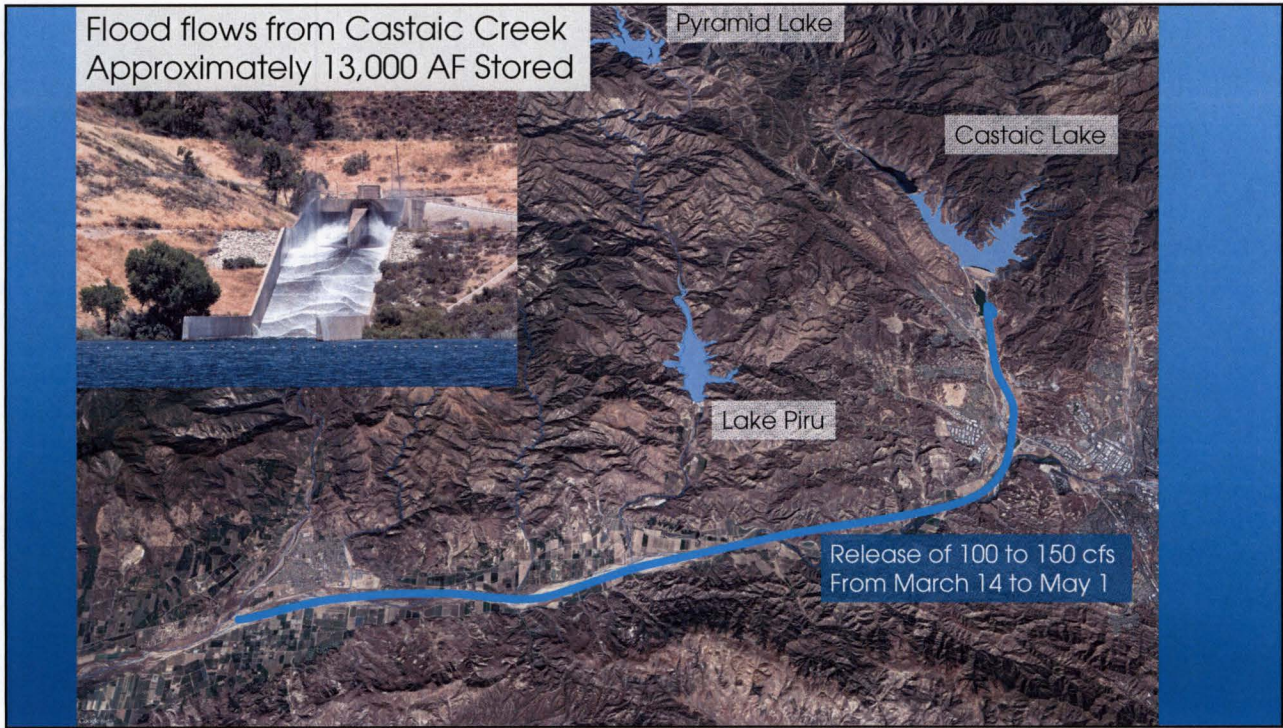 Flood flows from Castaic Creek
Approximately 13,000 AF Stored
Pyramid Lake
Castaic Lake
Lake Piru
Release of 100 to 150 cfs
From March 14 to May 1